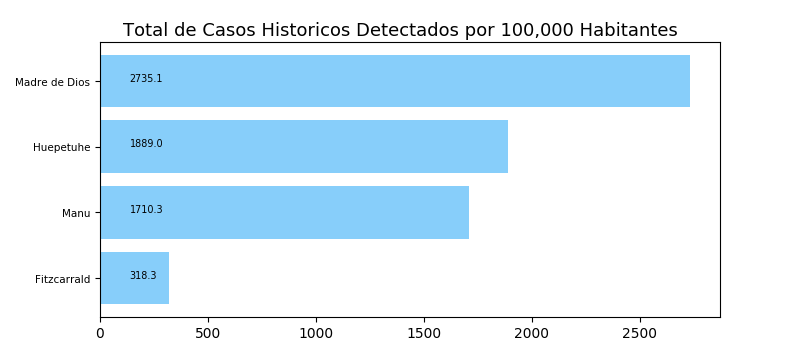 Total de Casos Historicos Detectados por 100,000 Habitantes
Madre de Dios 2735.1
Huepetuhe 1889.0
Manu 1710.3
Fitzcarrald 318.3
0 500 1000 1500 2000 2500